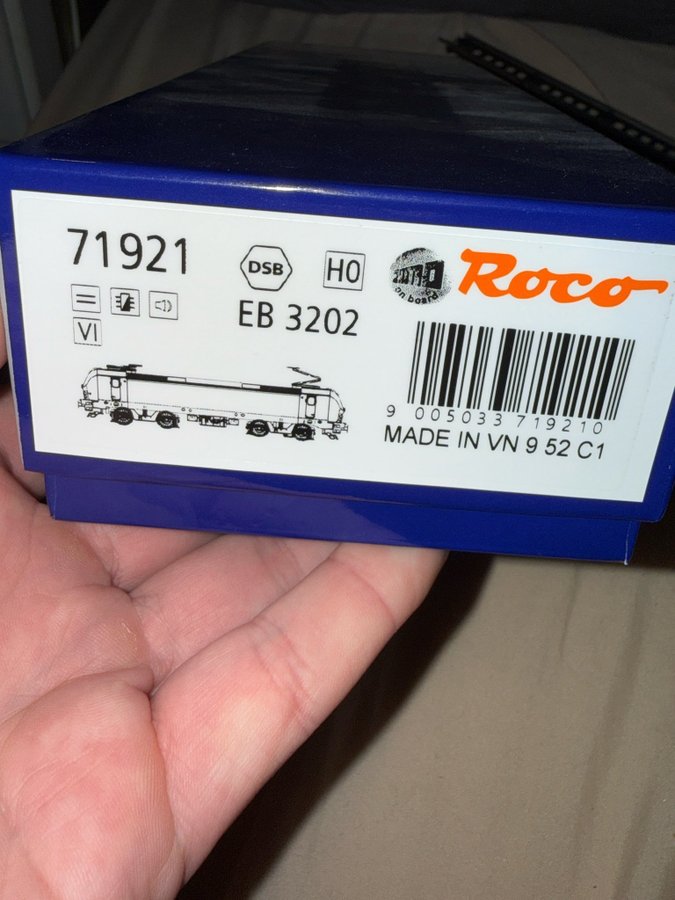 71921
DSB
H0
Roco
VI
EB 3202
9 005033 719210
MADE IN VN 9 52 C1